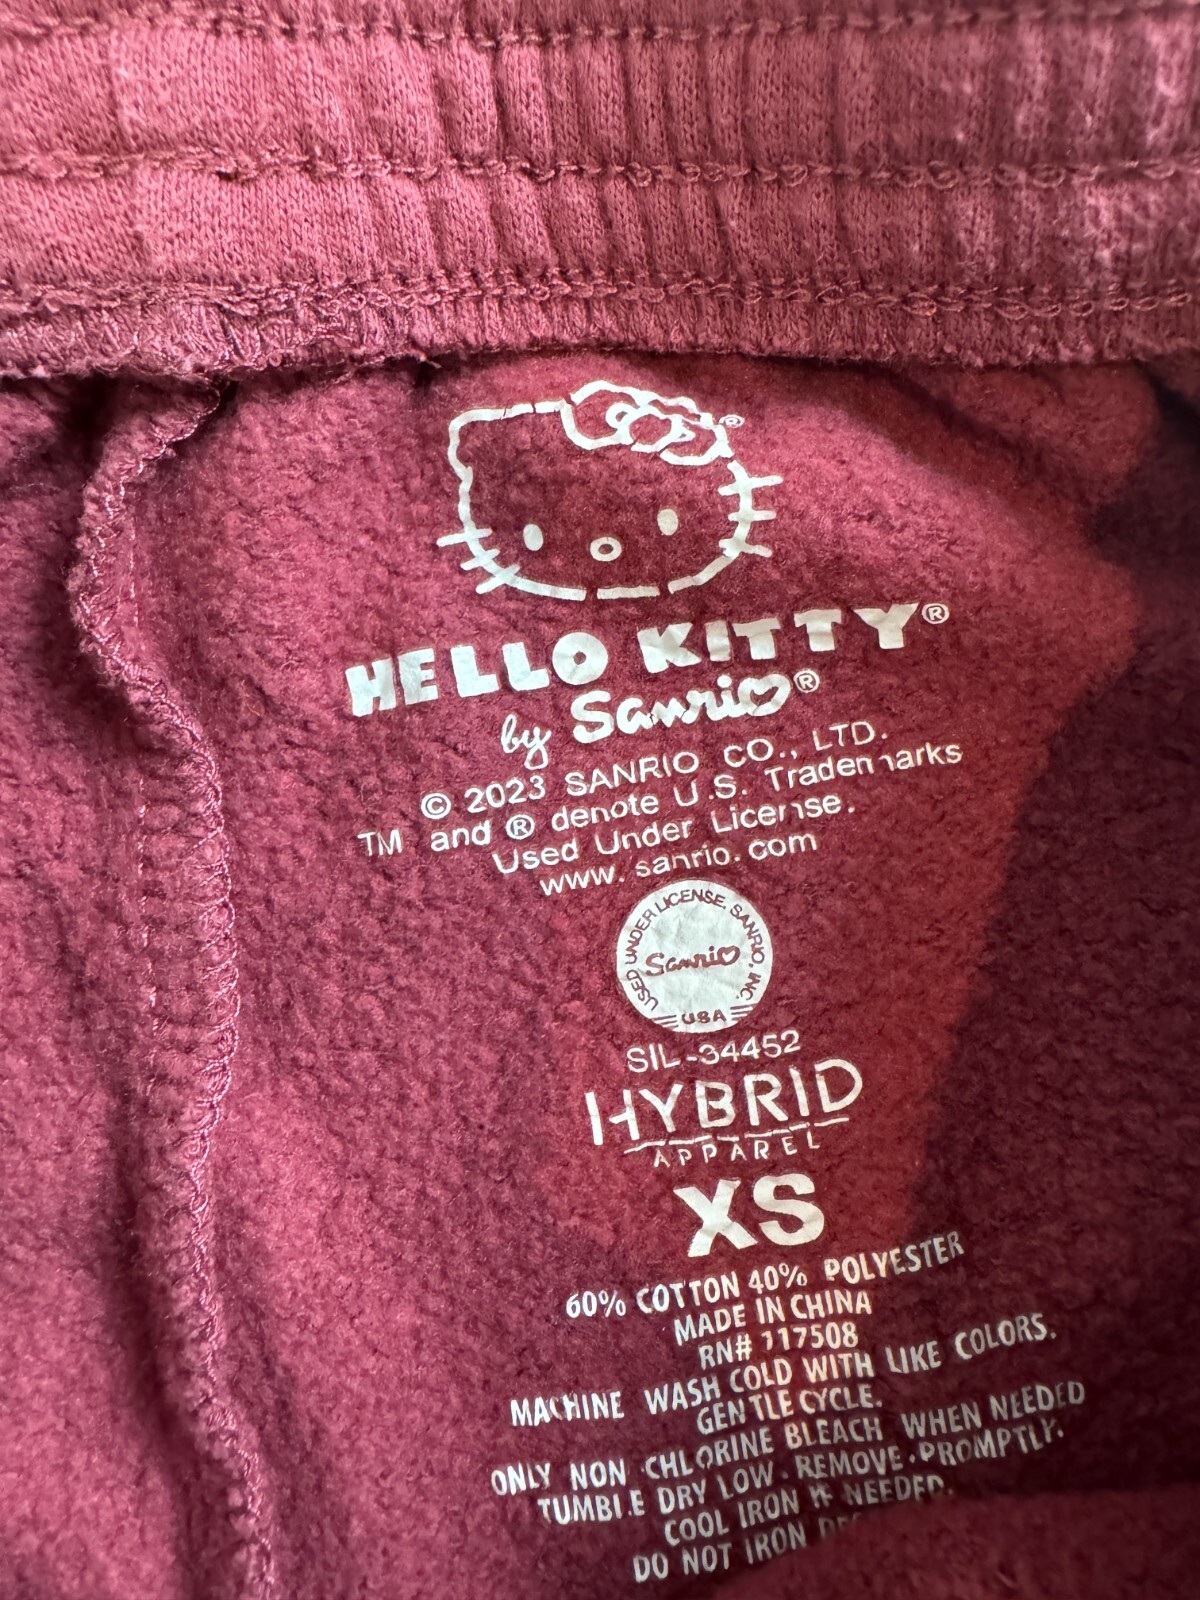 ®
HELLO KITTY®
by Sanrio®
© 2023 SANRIO CO., LTD.
TM and ® denote U.S. Trademarks
Used Under License.
www.sanrio.com
USED UNDER LICENSE, SANRIO, INC.
Sanrio
USA
SIL-34452
HYBRID
APPAREL
XS
60% COTTON 40% POLYESTER
MADE IN CHINA
RN# 117508
MACHINE WASH COLD WITH LIKE COLORS.
GENTLE CYCLE.
ONLY NON CHLORINE BLEACH WHEN NEEDED
TUMBLE DRY LOW. REMOVE PROMPTLY.
COOL IRON IF NEEDED.
DO NOT IRON